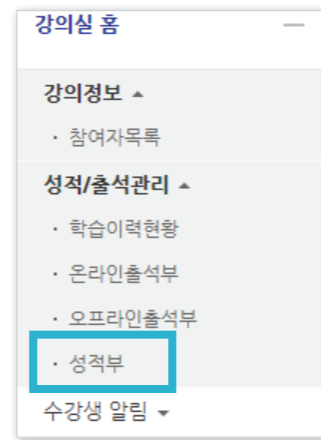 강의실 홈
강의정보 ▲
· 참여자목록
성적/출석관리 ▲
· 학습이력현황
· 온라인출석부
· 오프라인출석부
· 성적부
수강생 알림 ▼